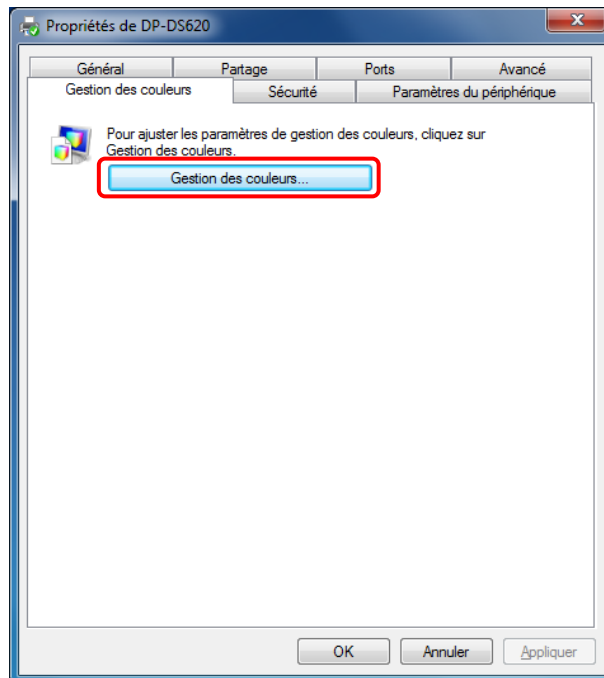 Propriétés de DP-DS620
Général Partage Ports Avancé
Gestion des couleurs Sécurité Paramètres du périphérique
Pour ajuster les paramètres de gestion des couleurs, cliquez sur
Gestion des couleurs.
Gestion des couleurs...
OK Annuler Appliquer